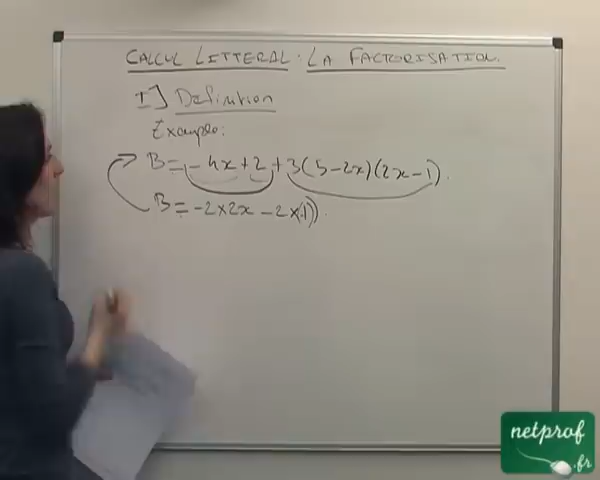 CALCUL LITTERAL : LA FACTORISATION.
I] Définition
Exemple:
B = -4x+2 + 3(5-2x)(2x-1).
B = -2×2x - 2×(-1))
netprof
.fr